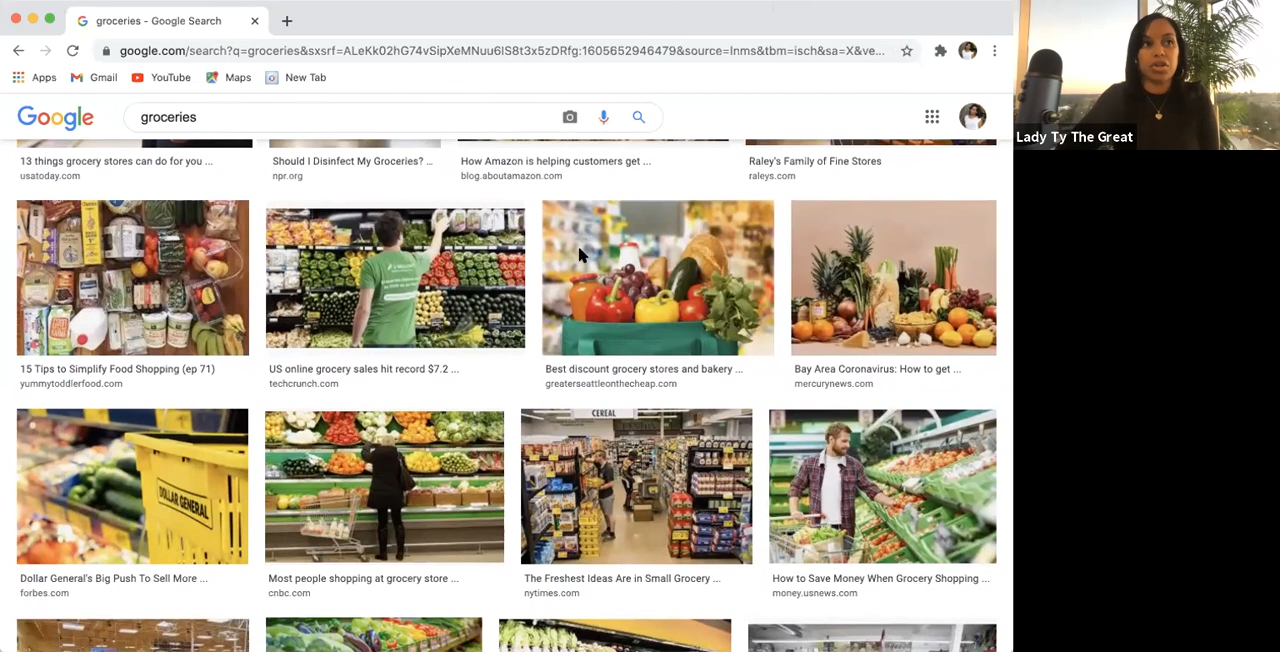 groceries - Google Search
google.com/search?q=groceries&sxsrf=ALeKk02hG74vSipXeMNuu6IS8t3x5zDRfg:1605652946479&source=lnms&tbm=isch&sa=X&ve...
Apps Gmail YouTube Maps New Tab
Google groceries
Lady Ty The Great
13 things grocery stores can do for you ... Should I Disinfect My Groceries? ... How Amazon is helping customers get ... Raley's Family of Fine Stores
usatoday.com npr.org blog.aboutamazon.com raleys.com
15 Tips to Simplify Food Shopping (ep 71) US online grocery sales hit record $7.2 ... Best discount grocery stores and bakery ... Bay Area Coronavirus: How to get ...
yummytoddlerfood.com techcrunch.com greaterseattleonthecheap.com mercurynews.com
CEREAL
DOLLAR GENERAL
Dollar General's Big Push To Sell More ... Most people shopping at grocery store ... The Freshest Ideas Are in Small Grocery ... How to Save Money When Grocery Shopping ...
forbes.com cnbc.com nytimes.com money.usnews.com